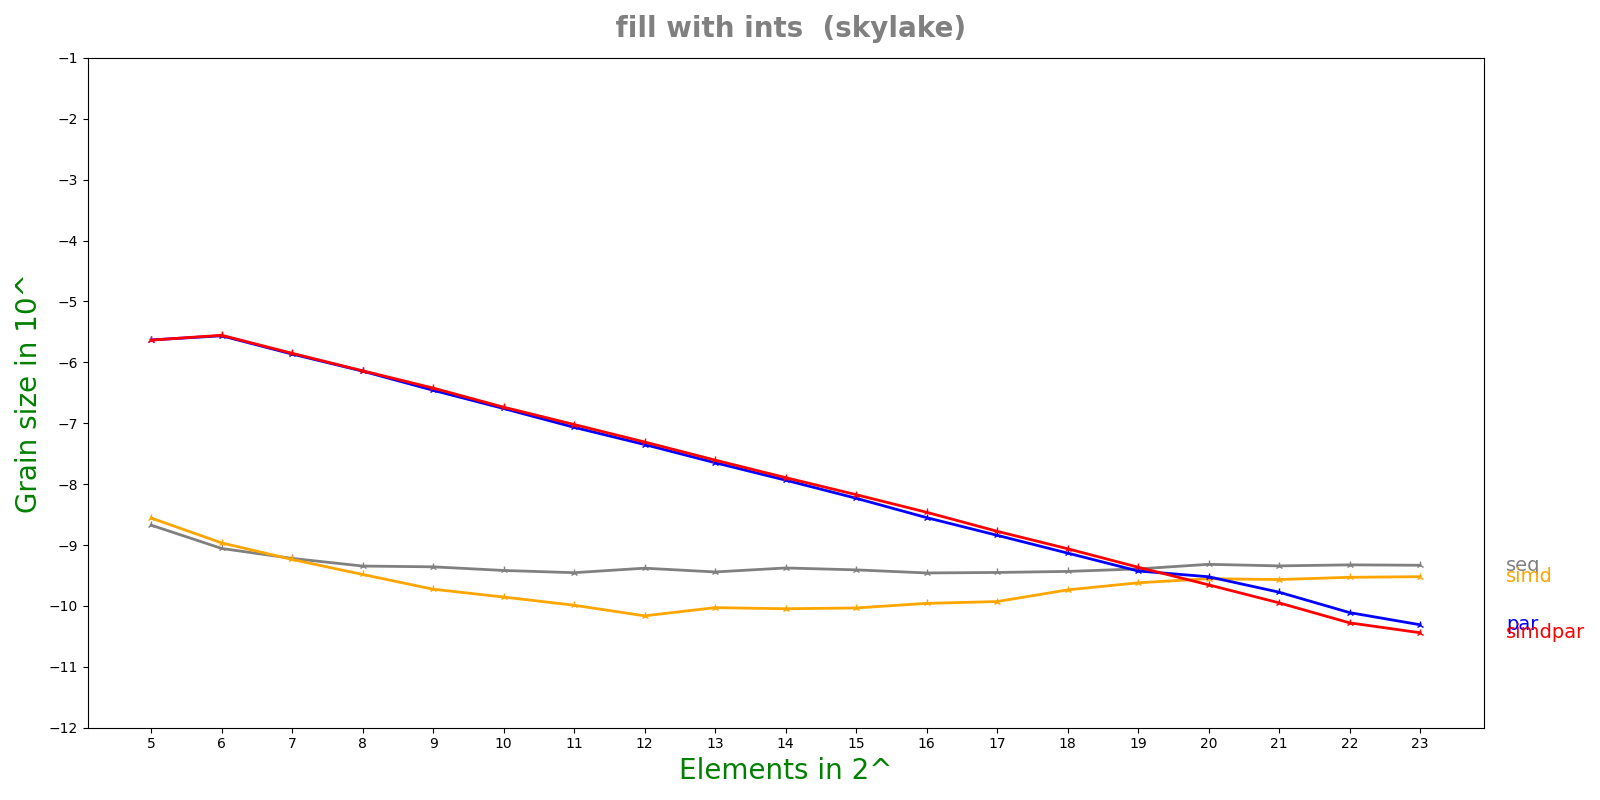 fill with ints  (skylake)
Grain size in 10^
−1
−2
−3
−4
−5
−6
−7
−8
−9
−10
−11
−12
seq
simd
par
simdpar
5 6 7 8 9 10 11 12 13 14 15 16 17 18 19 20 21 22 23
Elements in 2^